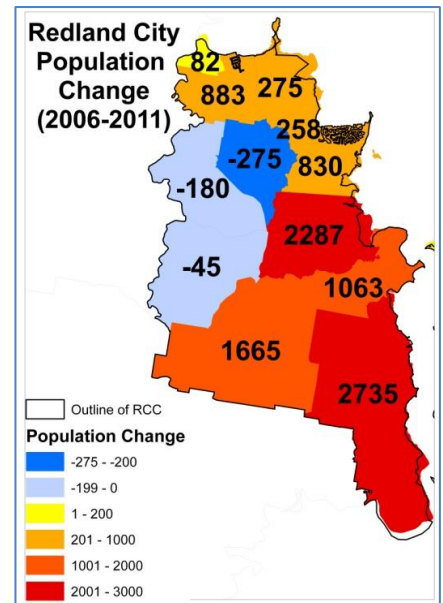 Redland City
Population
Change
(2006-2011)
82
883
275
258
-275
830
-180
2287
-45
1063
1665
2735
Outline of RCC
Population Change
-275 - -200
-199 - 0
1 - 200
201 - 1000
1001 - 2000
2001 - 3000